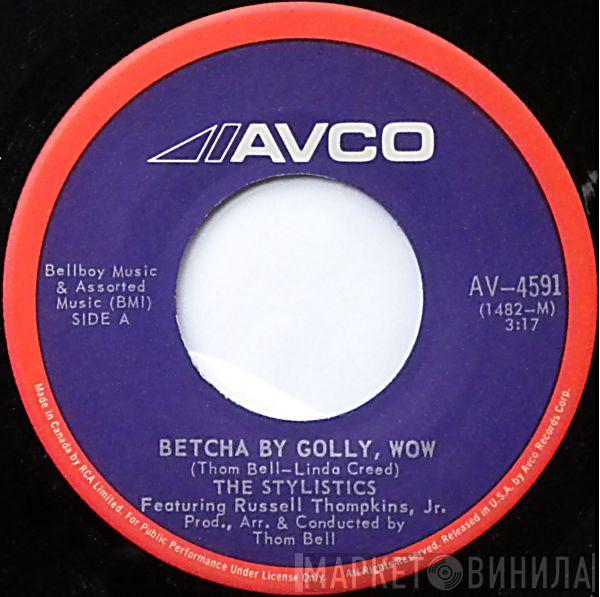 AVCO
Bellboy Music
& Assorted
Music (BMI)
SIDE A
AV-4591
(1482-M)
3:17
BETCHA BY GOLLY, WOW
(Thom Bell-Linda Creed)
THE STYLISTICS
Featuring Russell Thompkins, Jr.
Prod., Arr. & Conducted by
Thom Bell
Made in Canada by RCA Limited. For Public Performance Under License Only. All Rights Reserved. Released in U.S.A. by Avco Records Corp.
МАРКЕТ ВИНИЛА